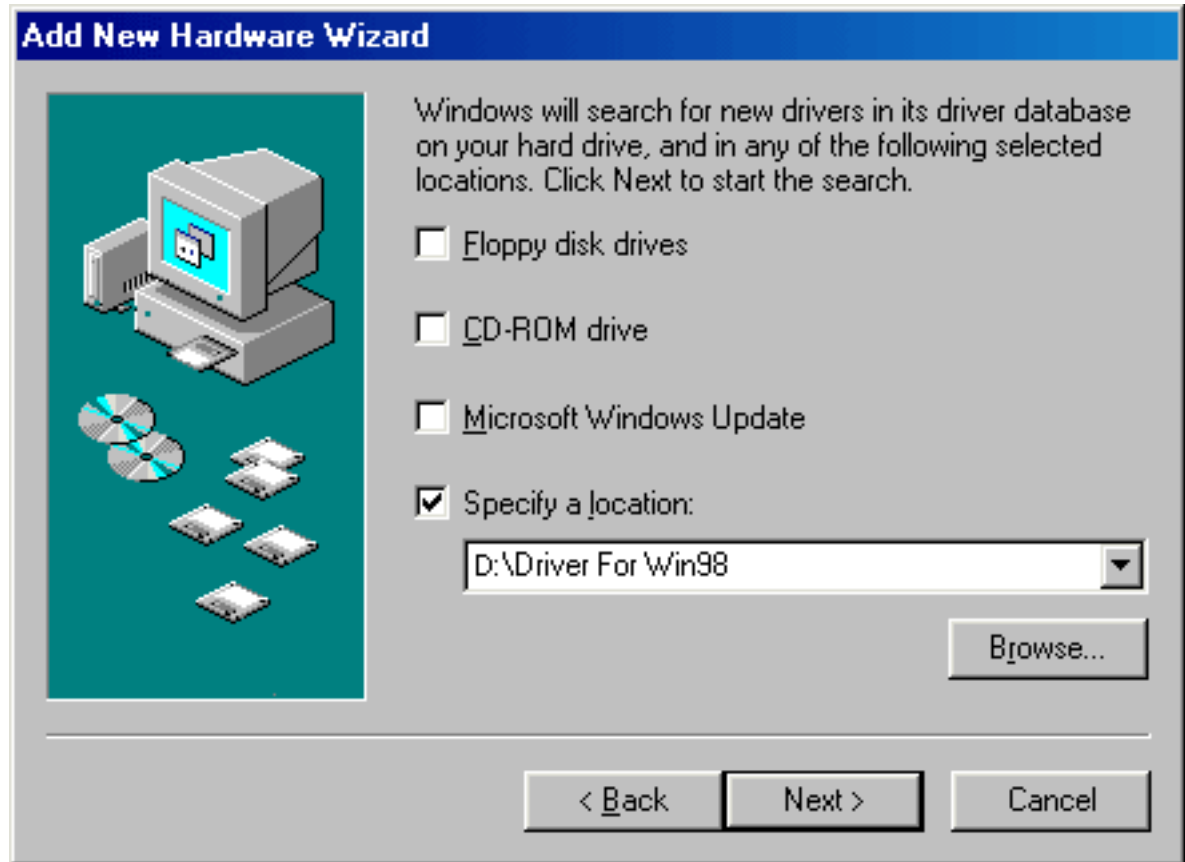 Add New Hardware Wizard
Windows will search for new drivers in its driver database
on your hard drive, and in any of the following selected
locations. Click Next to start the search.
Floppy disk drives
CD-ROM drive
Microsoft Windows Update
Specify a location:
D:\Driver For Win98
Browse...
< Back
Next >
Cancel